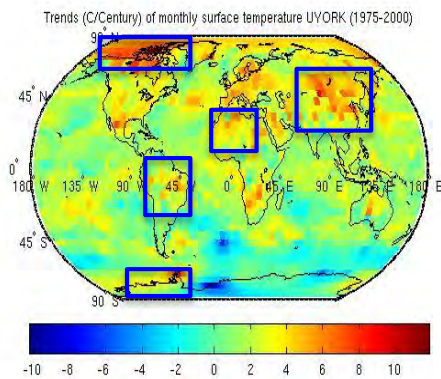 Trends (C/Century) of monthly surface temperature UYORK (1975-2000)
90° N
45° N
0°
180° W 135° W 90° W 45° W 0° 45° E 90° E 135° E 180° E
45° S
90° S
-10 -8 -6 -4 -2 0 2 4 6 8 10